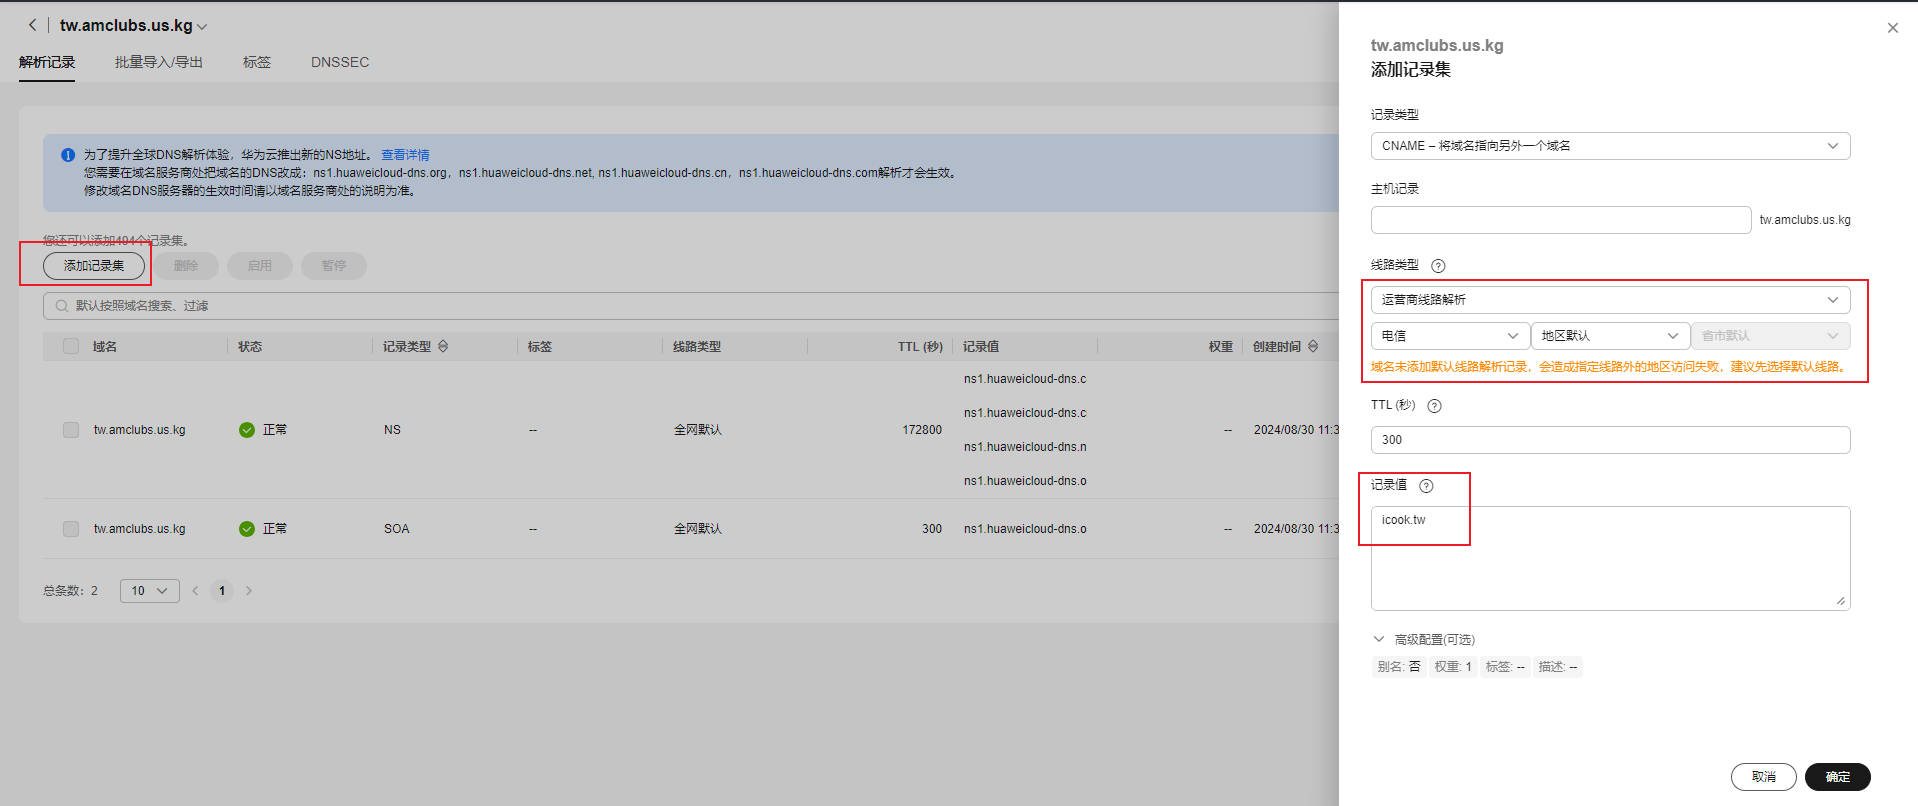 tw.amclubs.us.kg
解析记录 批量导入/导出 标签 DNSSEC
为了提升全球DNS解析体验，华为云推出新的NS地址。 查看详情
您需要在域名服务商处把域名的DNS改成：ns1.huaweicloud-dns.org，ns1.huaweicloud-dns.net, ns1.huaweicloud-dns.cn，ns1.huaweicloud-dns.com解析才会生效。
修改域名DNS服务器的生效时间请以域名服务商处的说明为准。
您还可以添加494个记录集。
添加记录集 删除 启用 暂停
默认按照域名搜索、过滤
域名 状态 记录类型 标签 线路类型 TTL (秒) 记录值 权重 创建时间
ns1.huaweicloud-dns.c
ns1.huaweicloud-dns.c
tw.amclubs.us.kg 正常 NS -- 全网默认 172800 -- 2024/08/30 11:3
ns1.huaweicloud-dns.n
ns1.huaweicloud-dns.o
tw.amclubs.us.kg 正常 SOA -- 全网默认 300 ns1.huaweicloud-dns.o -- 2024/08/30 11:3
总条数：2 10 1
tw.amclubs.us.kg
添加记录集
记录类型
CNAME – 将域名指向另外一个域名
主机记录
tw.amclubs.us.kg
线路类型
运营商线路解析
电信 地区默认 省市默认
域名未添加默认线路解析记录，会造成指定线路外的地区访问失败，建议先选择默认线路。
TTL (秒)
300
记录值
icook.tw
高级配置(可选)
别名: 否 权重: 1 标签: -- 描述: --
取消 确定